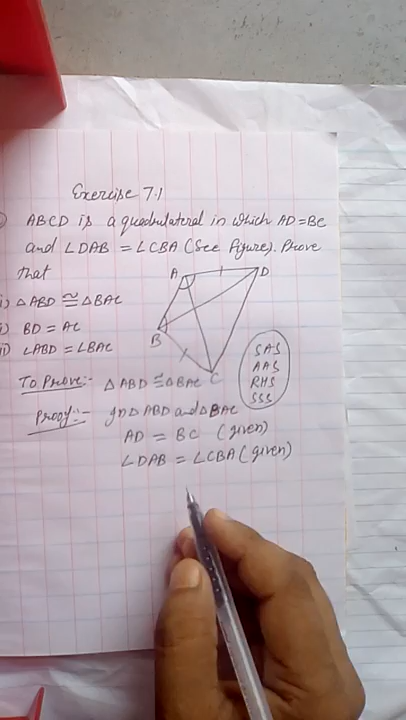 Exercise 7.1
ABCD is a quadrilateral in which AD = BC
and ∠DAB = ∠CBA (See figure). Prove
that
i) △ABD ≅ △BAC
i) BD = AC
ii) ∠ABD = ∠BAC
A
D
B
C
SAS
AAS
RHS
SSS
To Prove:- △ABD ≅ △BAC
Proof:- In △ABD and △BAC
AD = BC (given)
∠DAB = ∠CBA (given)